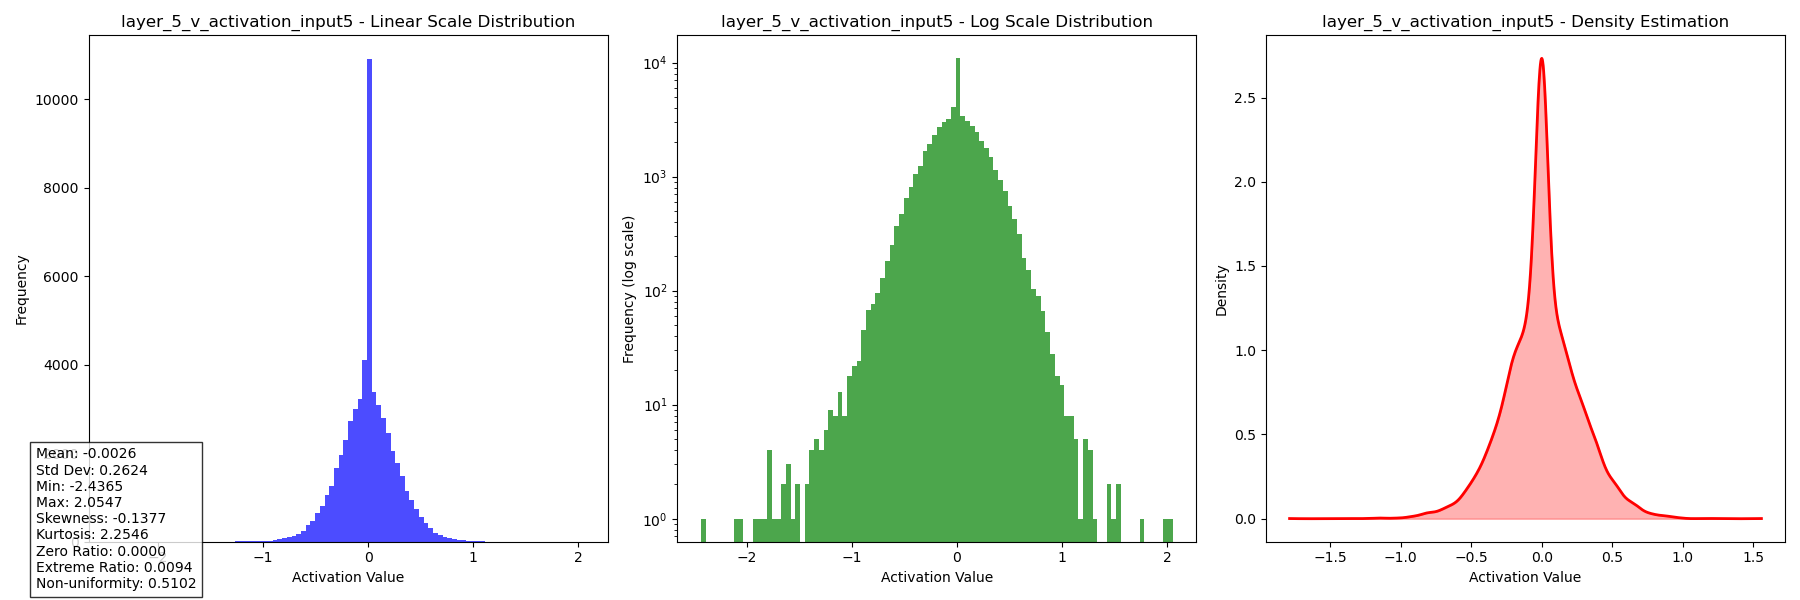 layer_5_v_activation_input5 - Linear Scale Distribution
10000
8000
6000
4000
0
Frequency
−1
0
1
2
Activation Value
Mean: -0.0026
Std Dev: 0.2624
Min: -2.4365
Max: 2.0547
Skewness: -0.1377
Kurtosis: 2.2546
Zero Ratio: 0.0000
Extreme Ratio: 0.0094
Non-uniformity: 0.5102
layer_5_v_activation_input5 - Log Scale Distribution
10⁴
10³
10²
10¹
10⁰
Frequency (log scale)
−2
−1
0
1
2
Activation Value
layer_5_v_activation_input5 - Density Estimation
2.5
2.0
1.5
1.0
0.5
0.0
Density
−1.5
−1.0
−0.5
0.0
0.5
1.0
1.5
Activation Value